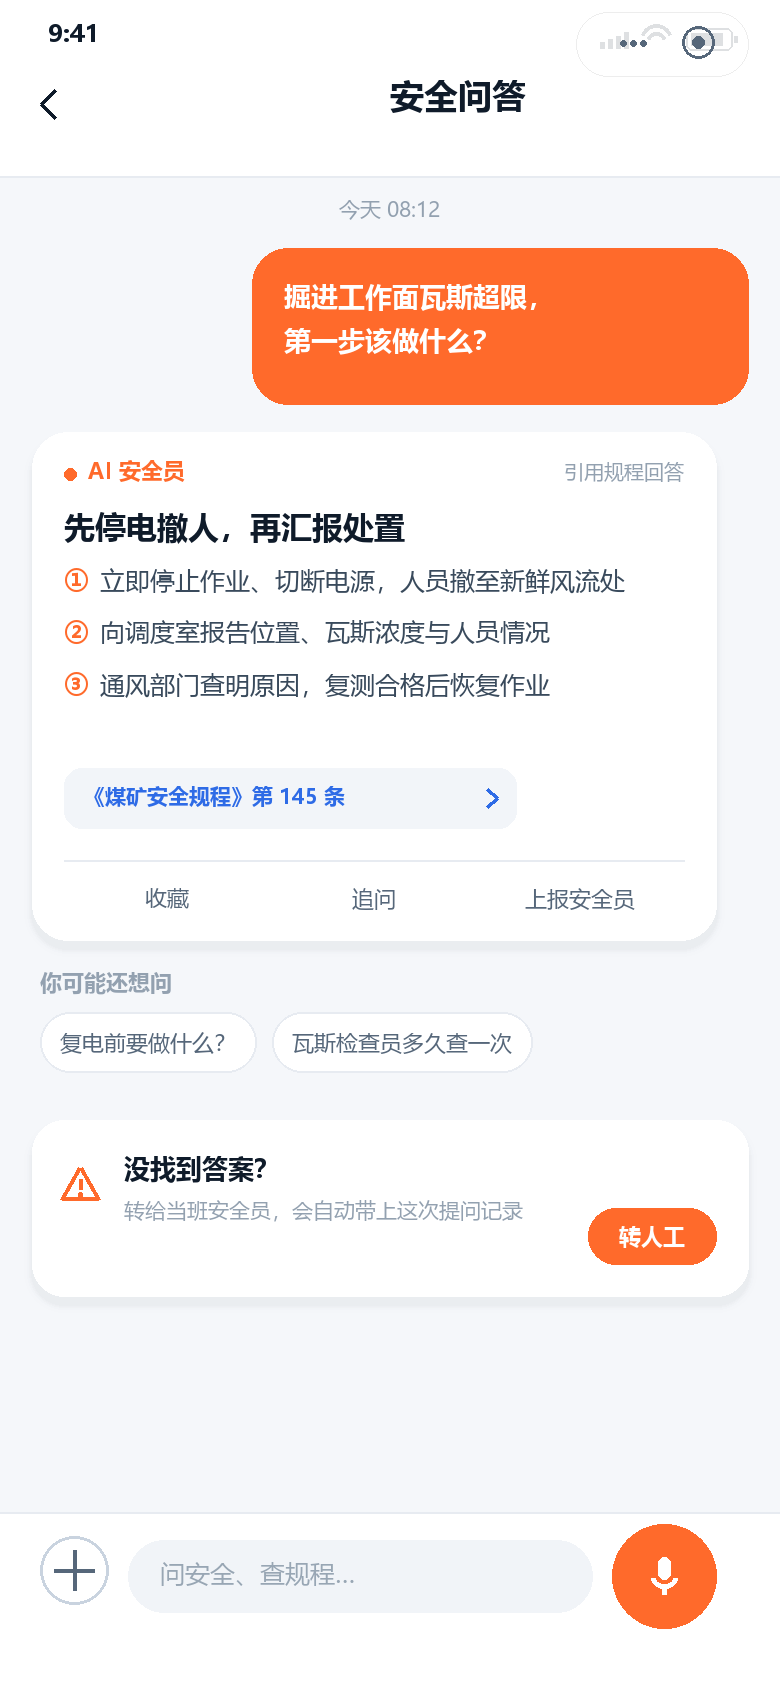 9:41
安全问答
今天 08:12
掘进工作面瓦斯超限，
第一步该做什么？
AI 安全员
引用规程回答
先停电撤人，再汇报处置
① 立即停止作业、切断电源，人员撤至新鲜风流处
② 向调度室报告位置、瓦斯浓度与人员情况
③ 通风部门查明原因，复测合格后恢复作业
《煤矿安全规程》第 145 条
收藏
追问
上报安全员
你可能还想问
复电前要做什么？
瓦斯检查员多久查一次
没找到答案？
转给当班安全员，会自动带上这次提问记录
转人工
问安全、查规程...